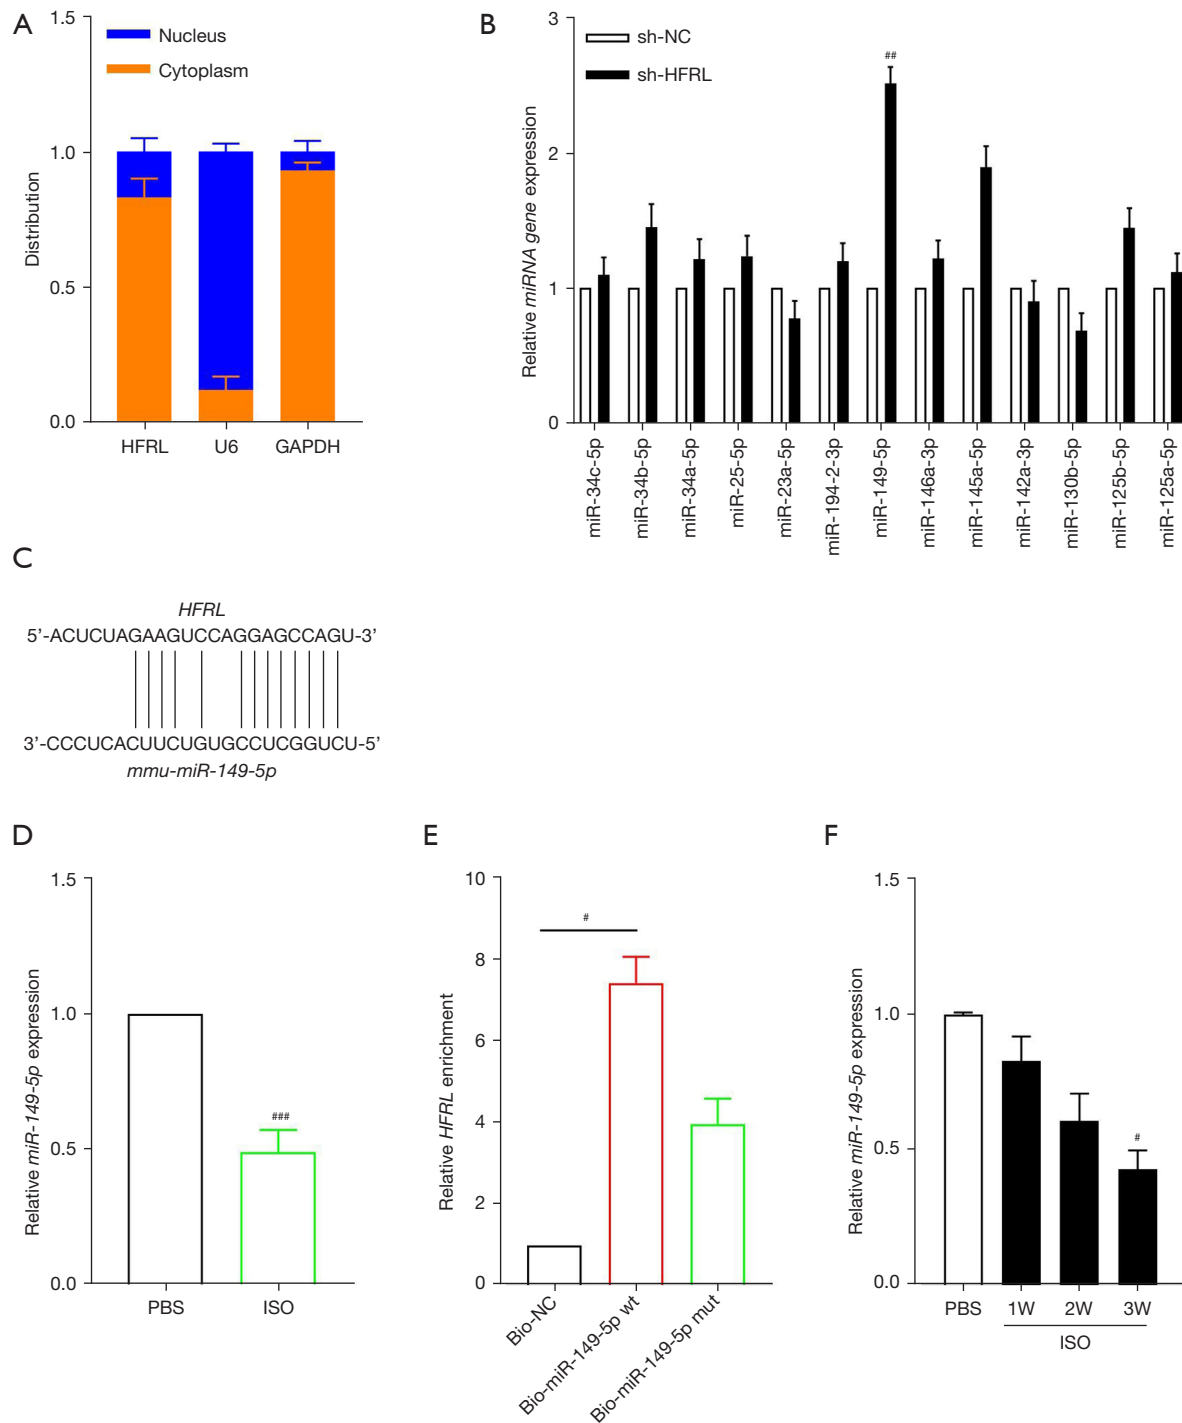 A
1.5
1.0
0.5
0.0
Distribution
Nucleus
Cytoplasm
HFRL
U6
GAPDH
B
3
2
1
0
Relative miRNA gene expression
sh-NC
sh-HFRL
##
miR-34c-5p
miR-34b-5p
miR-34a-5p
miR-25-5p
miR-23a-5p
miR-194-2-3p
miR-149-5p
miR-146a-3p
miR-145a-5p
miR-142a-3p
miR-130b-5p
miR-125b-5p
miR-125a-5p
C
HFRL
5'-ACUCUAGAAGUCCAGGAGCCAGU-3'
3'-CCCUCACUUCUGUGCCUCGGUCU-5'
mmu-miR-149-5p
D
1.5
1.0
0.5
0.0
Relative miR-149-5p expression
###
PBS
ISO
E
10
8
6
4
2
0
Relative HFRL enrichment
#
Bio-NC
Bio-miR-149-5p wt
Bio-miR-149-5p mut
F
1.5
1.0
0.5
0.0
Relative miR-149-5p expression
#
PBS
1W
2W
3W
ISO